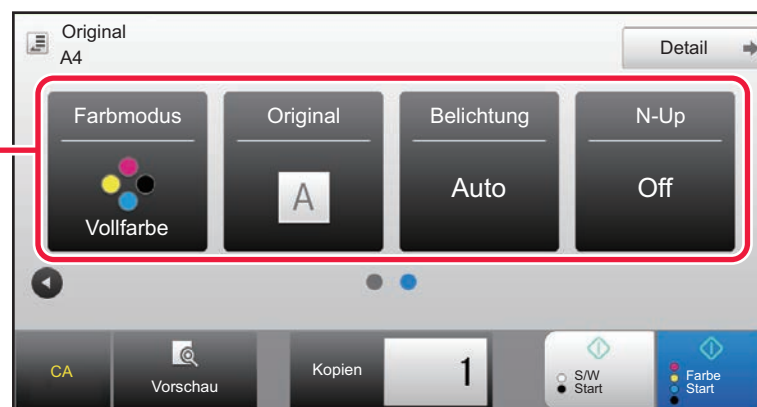 Original
A4
Detail
Farbmodus
Original
Belichtung
N-Up
A
Auto
Off
Vollfarbe
CA
Vorschau
Kopien
1
S/W
Start
Farbe
Start